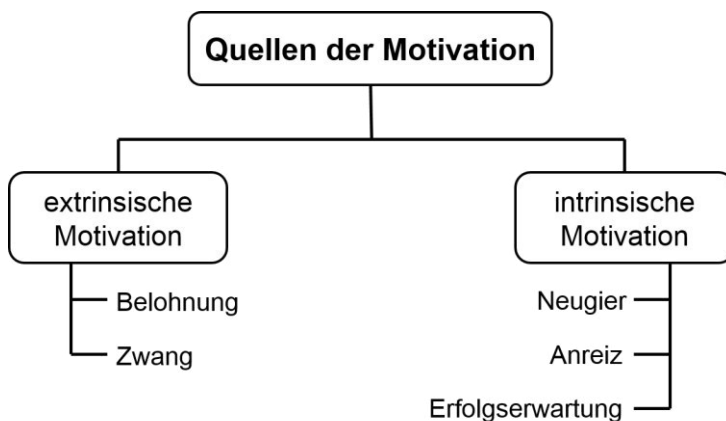 Quellen der Motivation
extrinsische
Motivation
Belohnung
Zwang
intrinsische
Motivation
Neugier
Anreiz
Erfolgserwartung